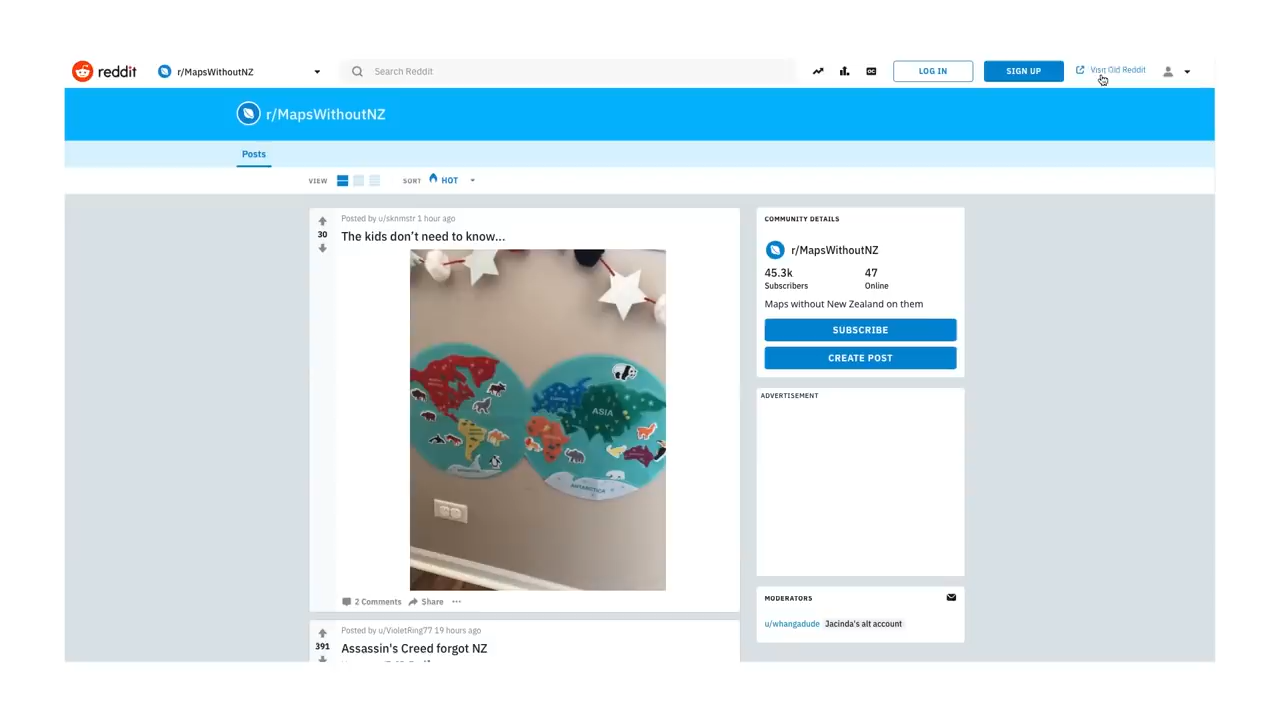 reddit r/MapsWithoutNZ Search Reddit LOG IN SIGN UP Visit Old Reddit
r/MapsWithoutNZ
Posts
VIEW SORT HOT
Posted by u/sknmstr 1 hour ago
30
The kids don't need to know...
ASIA
EUROPE
ANTARCTICA
2 Comments Share
Posted by u/VioletRing77 19 hours ago
391
Assassin's Creed forgot NZ
COMMUNITY DETAILS
r/MapsWithoutNZ
45.3k 47
Subscribers Online
Maps without New Zealand on them
SUBSCRIBE
CREATE POST
ADVERTISEMENT
MODERATORS
u/whangadude Jacinda's alt account